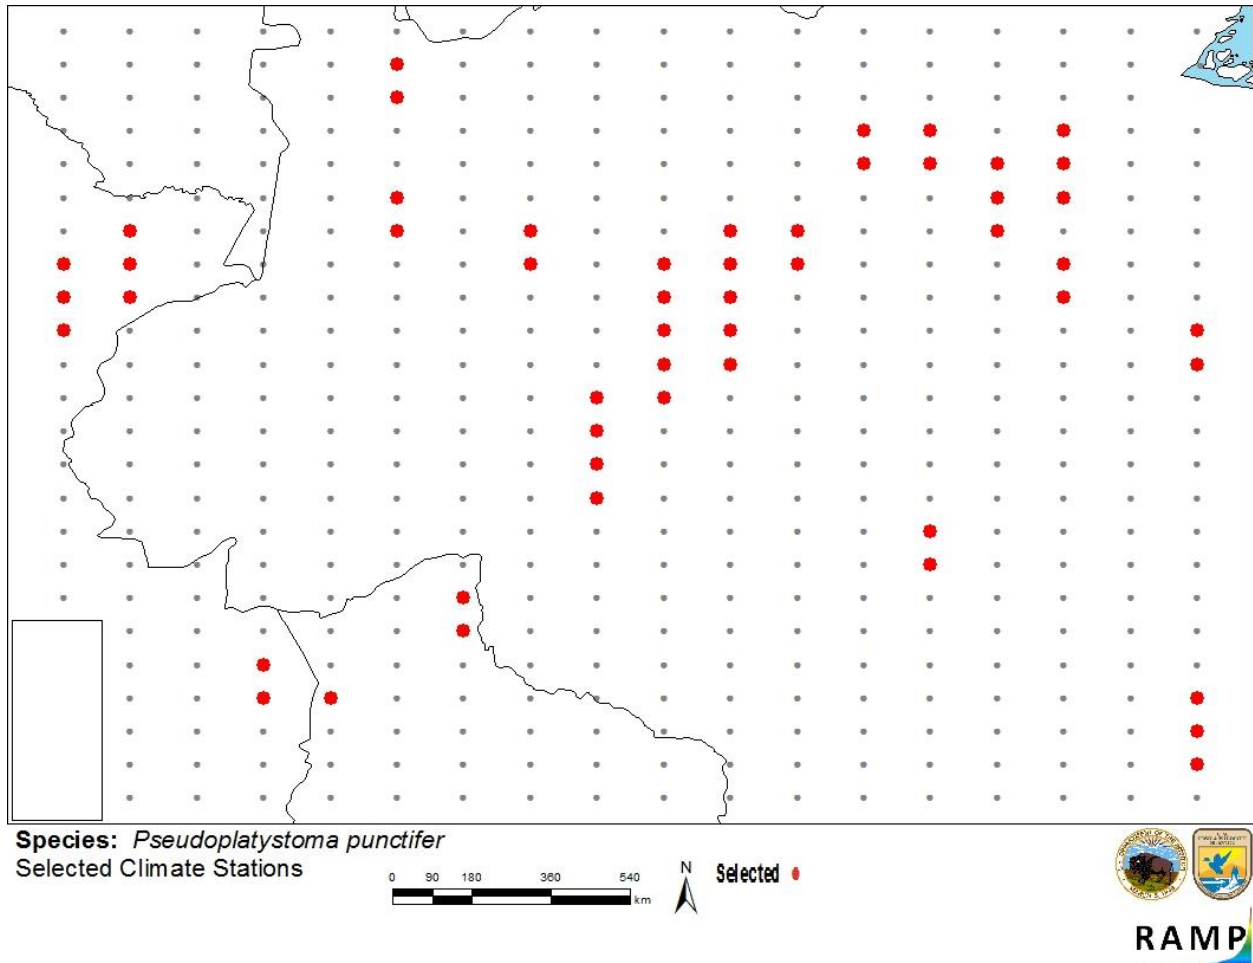 Species: Pseudoplatystoma punctifer
Selected Climate Stations
0 90 180 360 540
km
N
Selected
RAMP